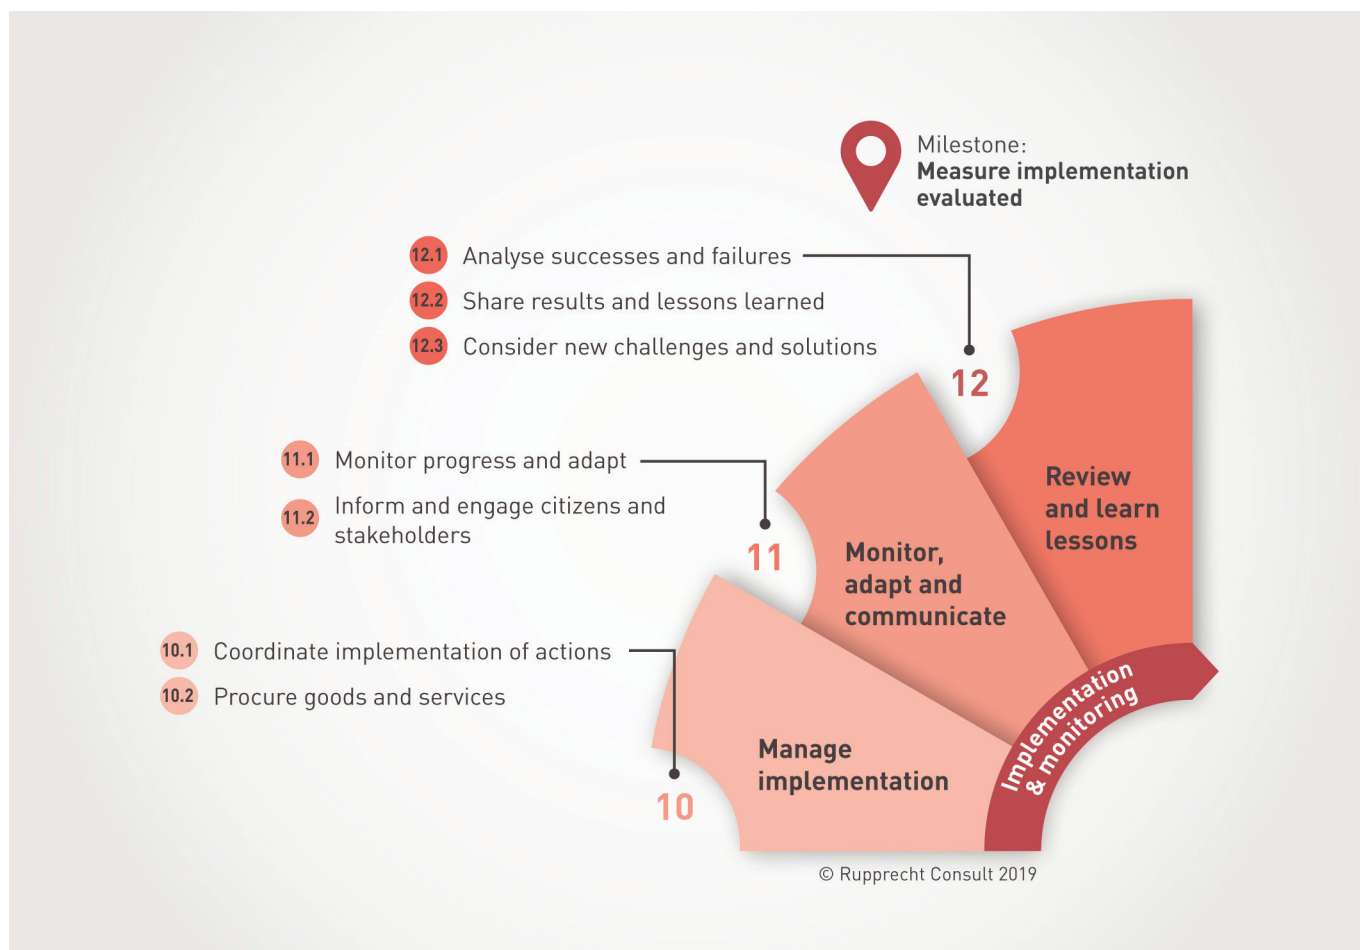 Milestone:
Measure implementation
evaluated
12.1 Analyse successes and failures
12.2 Share results and lessons learned
12.3 Consider new challenges and solutions
12
Review
and learn
lessons
11.1 Monitor progress and adapt
11.2 Inform and engage citizens and
stakeholders
11
Monitor,
adapt and
communicate
10.1 Coordinate implementation of actions
10.2 Procure goods and services
10
Manage
implementation
Implementation
& monitoring
© Rupprecht Consult 2019